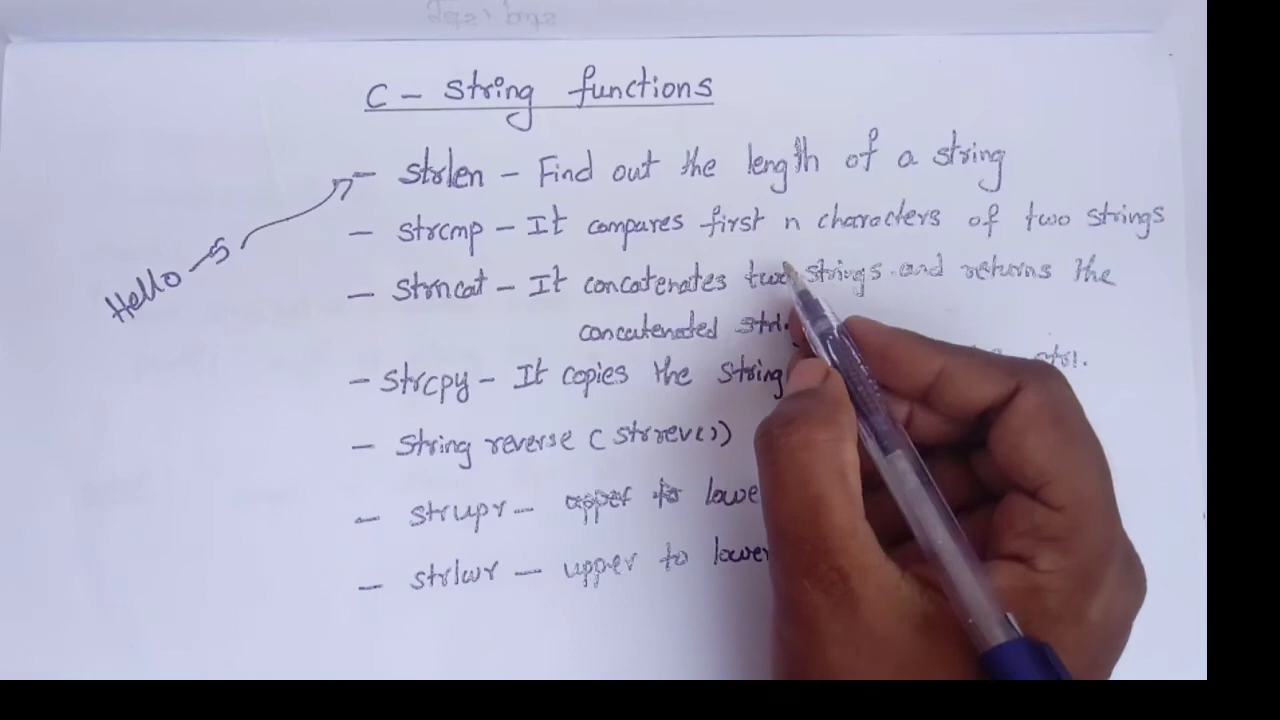 C - String functions
- strlen - Find out the length of a string
- strcmp - It compares first n characters of two strings
Hello → 5
- strncat - It concatenates two strings and returns the
concatenated
- strcpy - It copies the string
- String reverse ( strrev())
- strupr - upper to
- strlwr - upper to lower